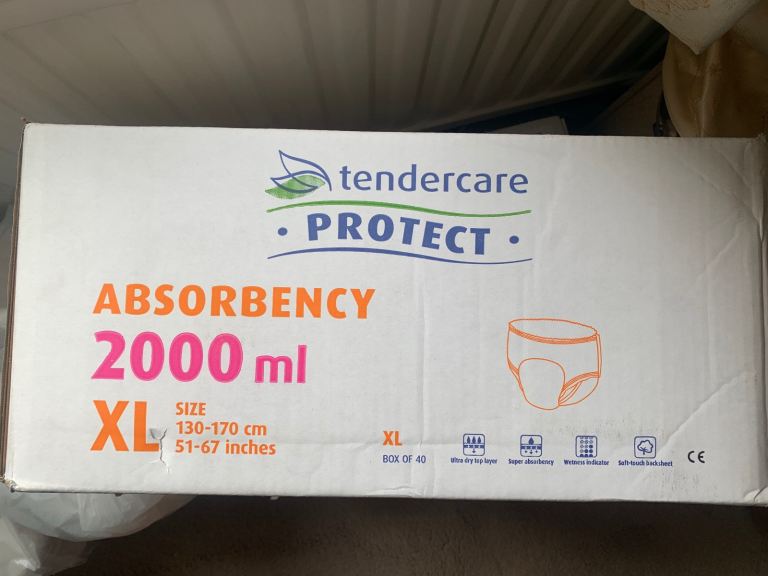 tendercare
• PROTECT •
ABSORBENCY
2000 ml
XL
SIZE
130-170 cm
51-67 inches
XL
BOX OF 40
Ultra dry top layer
Super absorbency
Wetness indicator
Soft-touch backsheet
CE